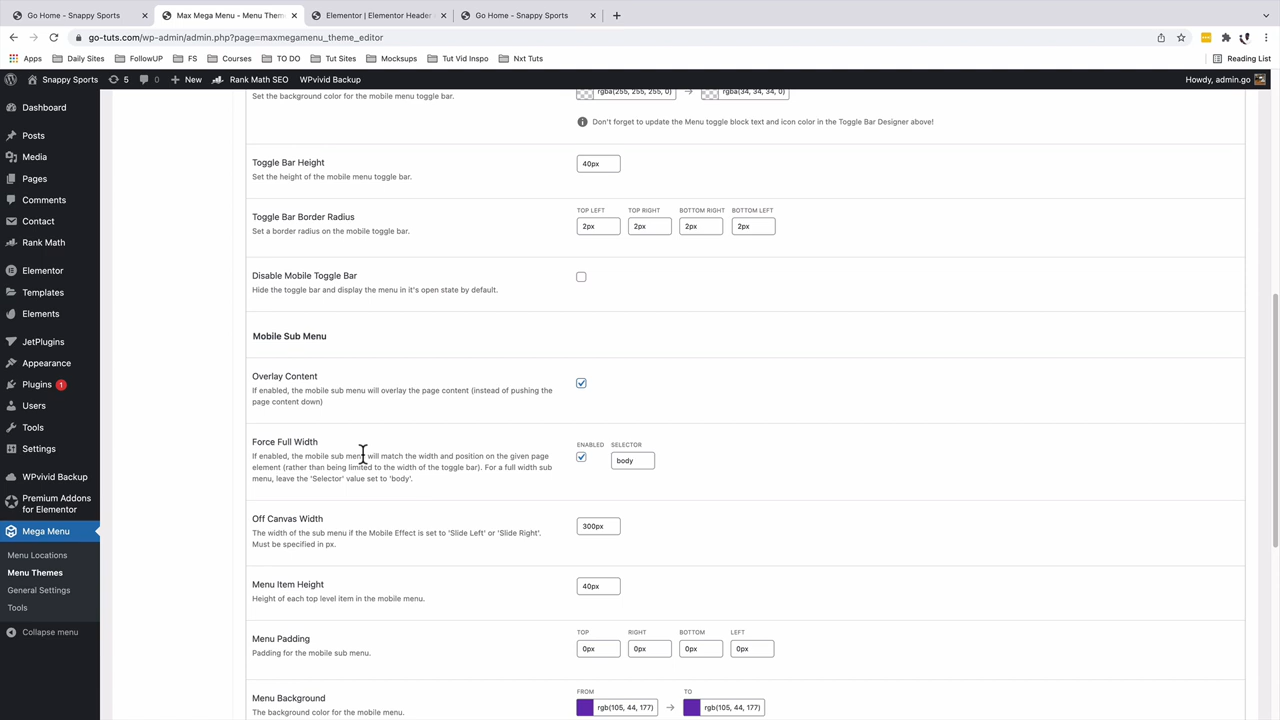 Go Home - Snappy Sports
Max Mega Menu - Menu Them
Elementor | Elementor Header
Go Home - Snappy Sports
go-tuts.com/wp-admin/admin.php?page=maxmegamenu_theme_editor
Apps
Daily Sites
FollowUP
FS
Courses
TO DO
Tut Sites
Mocksups
Tut Vid Inspo
Nxt Tuts
Reading List
Snappy Sports
5
0
New
Rank Math SEO
WPvivid Backup
Howdy, admin.go
Dashboard
Posts
Media
Pages
Comments
Contact
Rank Math
Elementor
Templates
Elements
JetPlugins
Appearance
Plugins 1
Users
Tools
Settings
WPvivid Backup
Premium Addons
for Elementor
Mega Menu
Menu Locations
Menu Themes
General Settings
Tools
Collapse menu
Set the background color for the mobile menu toggle bar.
rgba(255, 255, 255, 0)
rgba(34, 34, 34, 0)
Don't forget to update the Menu toggle block text and icon color in the Toggle Bar Designer above!
Toggle Bar Height
Set the height of the mobile menu toggle bar.
40px
Toggle Bar Border Radius
Set a border radius on the mobile toggle bar.
TOP LEFT TOP RIGHT BOTTOM RIGHT BOTTOM LEFT
2px 2px 2px 2px
Disable Mobile Toggle Bar
Hide the toggle bar and display the menu in it's open state by default.
Mobile Sub Menu
Overlay Content
If enabled, the mobile sub menu will overlay the page content (instead of pushing the
page content down)
Force Full Width
If enabled, the mobile sub menu will match the width and position on the given page
element (rather than being limited to the width of the toggle bar). For a full width sub
menu, leave the 'Selector' value set to 'body'.
ENABLED SELECTOR
body
Off Canvas Width
The width of the sub menu if the Mobile Effect is set to 'Slide Left' or 'Slide Right'.
Must be specified in px.
300px
Menu Item Height
Height of each top level item in the mobile menu.
40px
Menu Padding
Padding for the mobile sub menu.
TOP RIGHT BOTTOM LEFT
0px 0px 0px 0px
Menu Background
The background color for the mobile menu.
FROM TO
rgb(105, 44, 177) rgb(105, 44, 177)